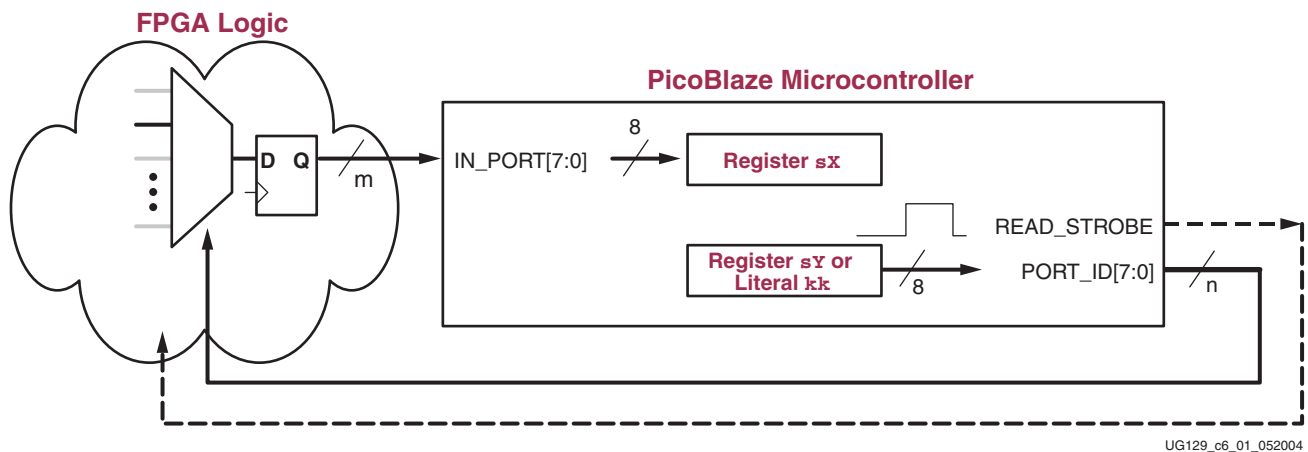 FPGA Logic
PicoBlaze Microcontroller
D Q
m
IN_PORT[7:0]
8
Register sX
READ_STROBE
Register sY or
Literal kk
8
PORT_ID[7:0]
n
UG129_c6_01_052004